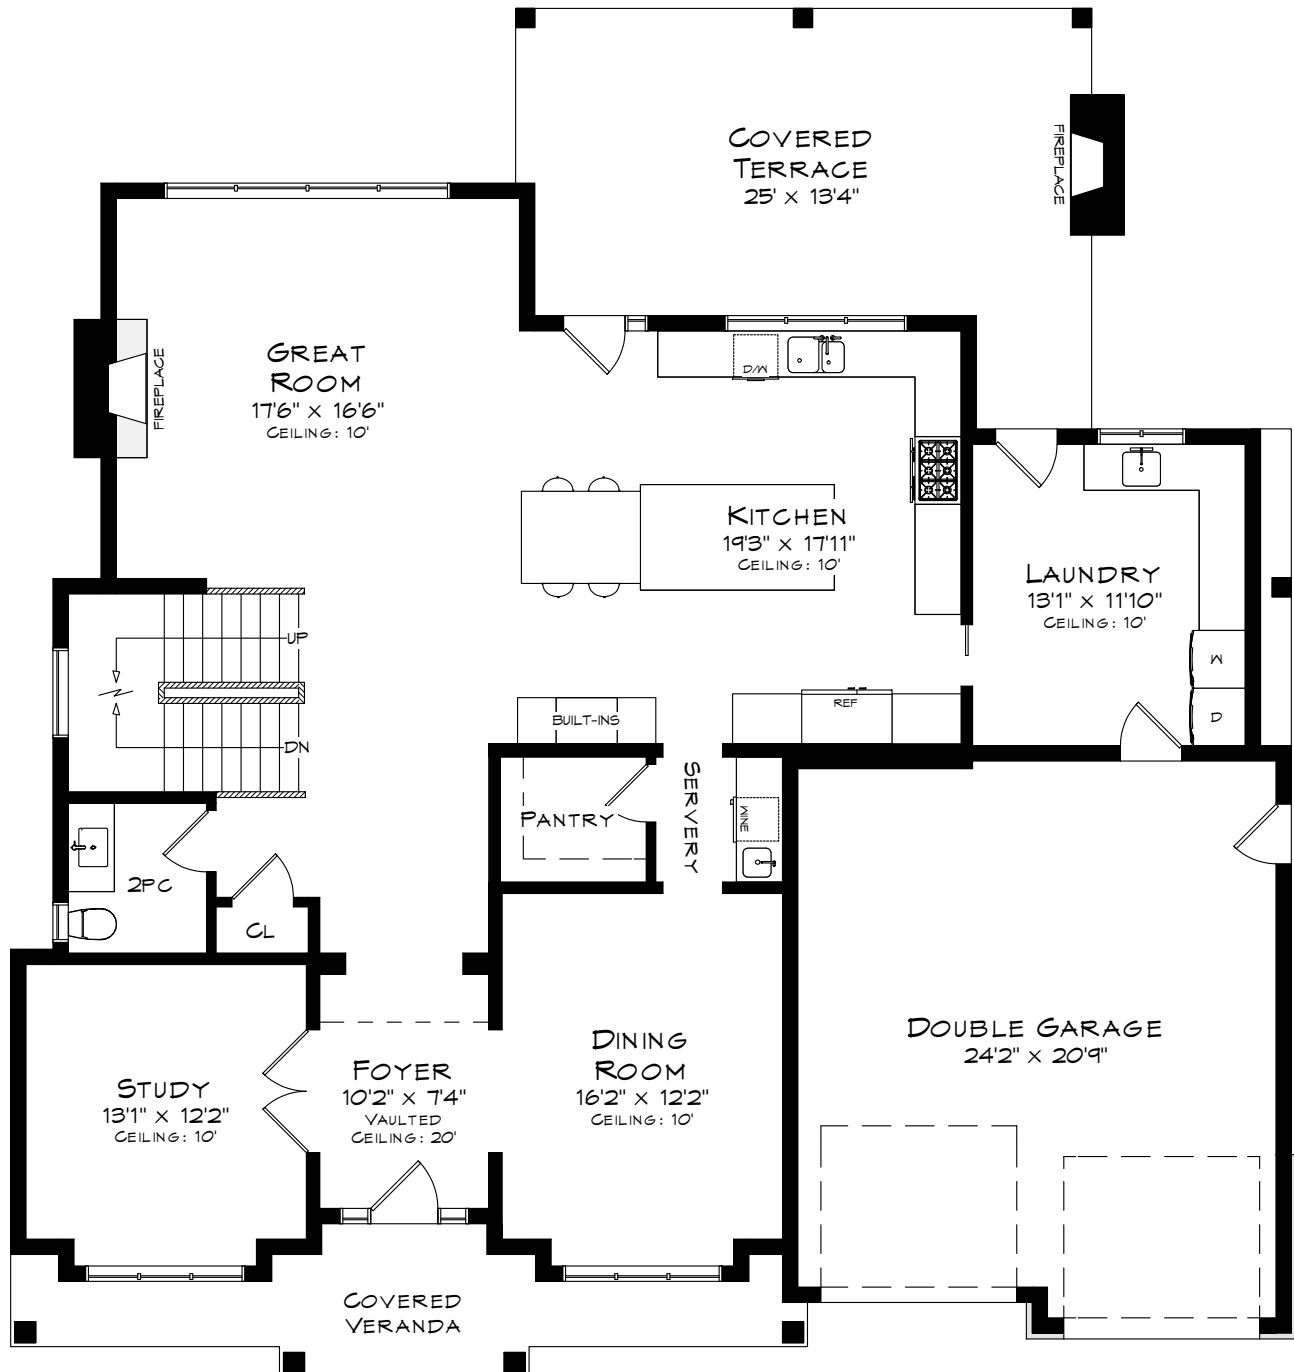 COVERED
TERRACE
25' x 13'4"
FIREPLACE
GREAT
ROOM
17'6" x 16'6"
CEILING: 10'
FIREPLACE
D/W
KITCHEN
19'3" x 17'11"
CEILING: 10'
LAUNDRY
13'1" x 11'10"
CEILING: 10'
UP
W
REF
BUILT-INS
D
DN
SERVERY
PANTRY
WINE
2PC
CL
DOUBLE GARAGE
24'2" x 20'9"
DINING
ROOM
16'2" x 12'2"
CEILING: 10'
FOYER
10'2" x 7'4"
VAULTED
CEILING: 20'
STUDY
13'1" x 12'2"
CEILING: 10'
COVERED
VERANDA